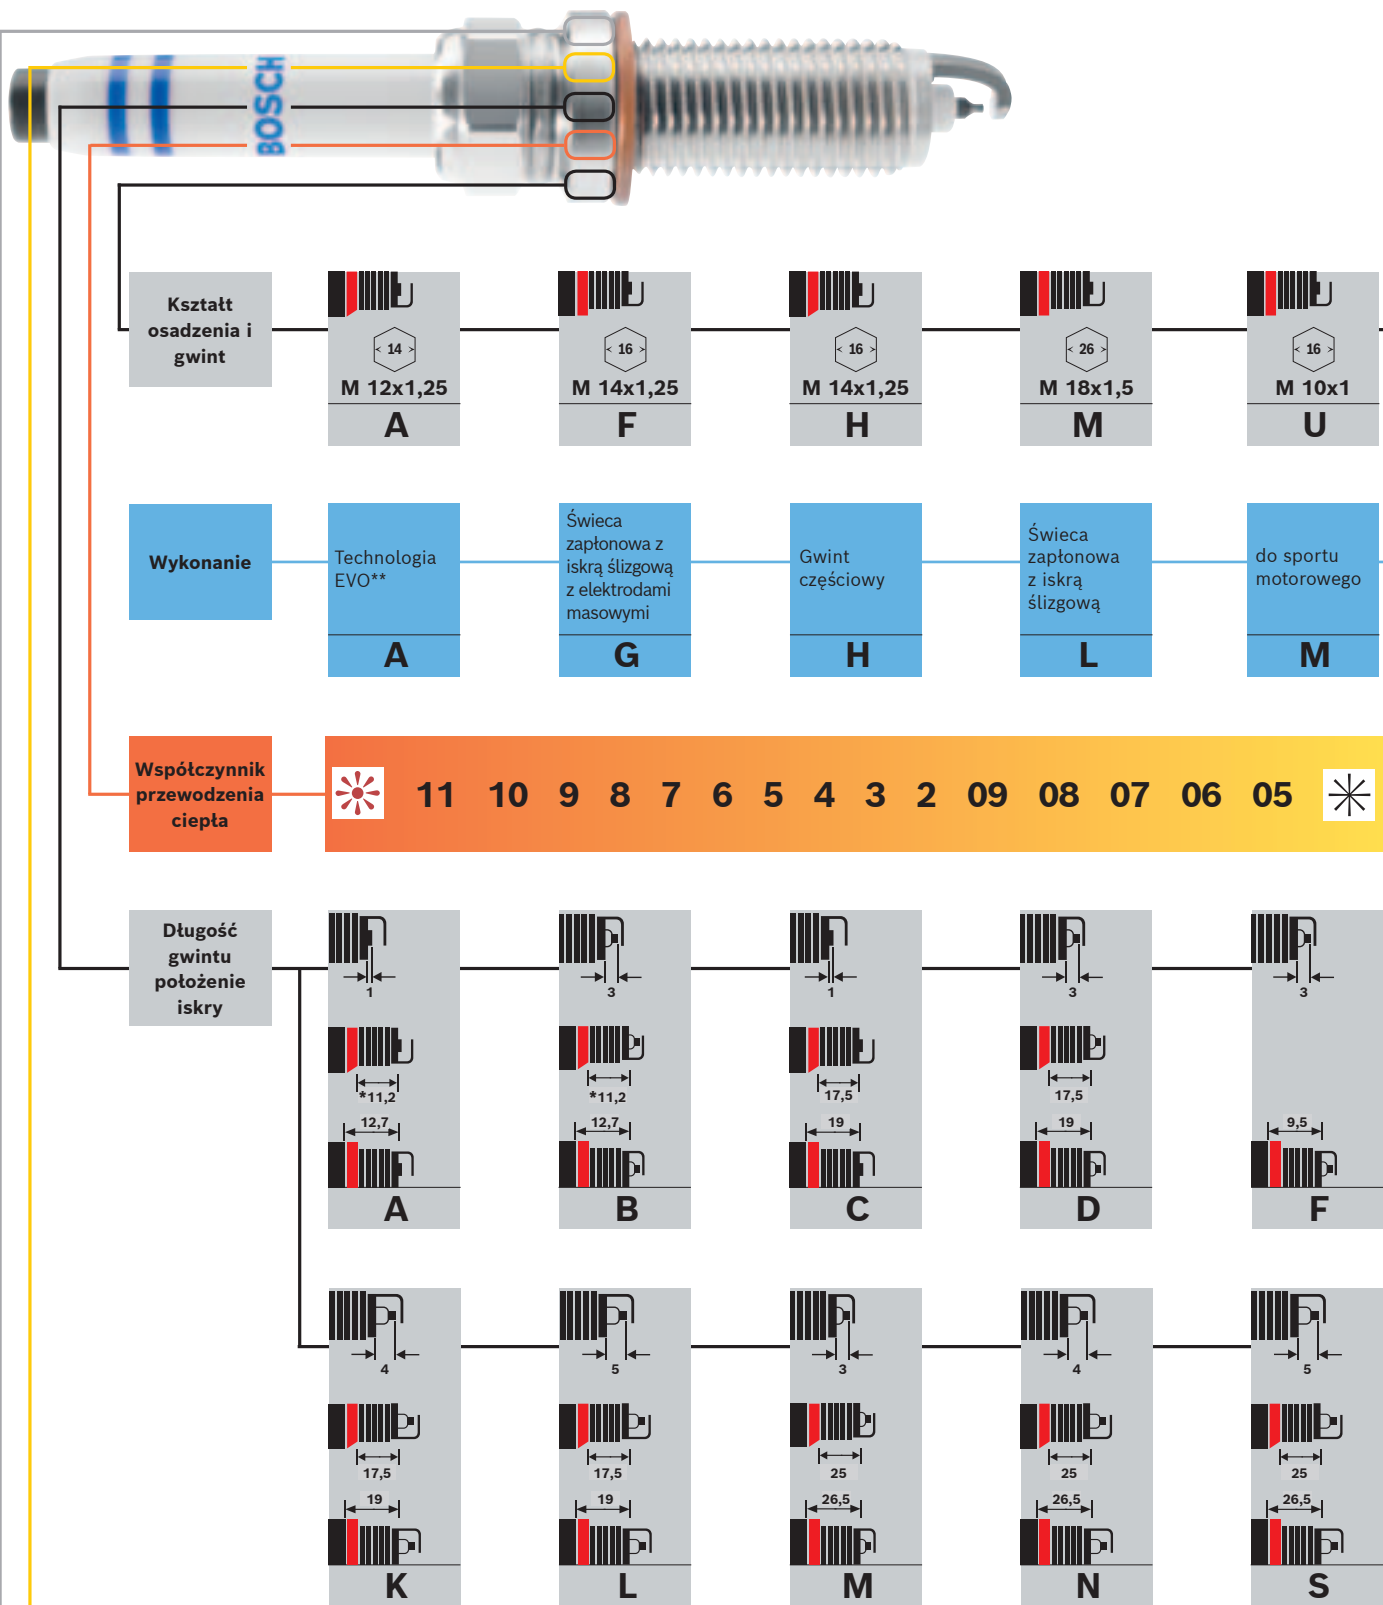 BOSCH
Kształt
osadzenia i
gwint
< 14 >
M 12x1,25
A
< 16 >
M 14x1,25
F
< 16 >
M 14x1,25
H
< 26 >
M 18x1,5
M
< 16 >
M 10x1
U
Wykonanie
Technologia
EVO**
A
Świeca
zapłonowa z
iskrą ślizgową
z elektrodami
masowymi
G
Gwint
częściowy
H
Świeca
zapłonowa
z iskrą
ślizgową
L
do sportu
motorowego
M
Współczynnik
przewodzenia
ciepła
11 10 9 8 7 6 5 4 3 2 09 08 07 06 05
Długość
gwintu
położenie
iskry
1
*11,2
12,7
A
3
*11,2
12,7
B
1
17,5
19
C
3
17,5
19
D
3
9,5
F
4
17,5
19
K
5
17,5
19
L
3
25
26,5
M
4
25
26,5
N
5
25
26,5
S